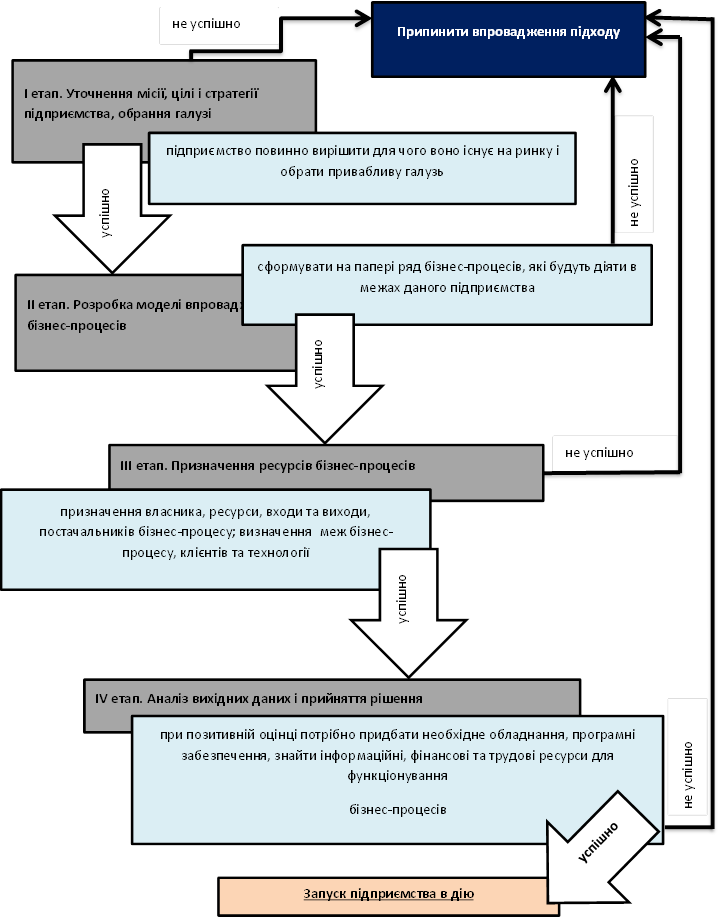 не успішно
Припинити впровадження підходу
І етап. Уточнення місії, цілі і стратегії
підприємства, обрання галузі
підприємство повинно вирішити для чого воно існує на ринку і
обрати привабливу галузь
успішно
не успішно
сформувати на папері ряд бізнес-процесів, які будуть діяти в
межах даного підприємства
ІІ етап. Розробка моделі впровад
бізнес-процесів
успішно
ІІІ етап. Призначення ресурсів бізнес-процесів
не успішно
призначення власника, ресурси, входи та виходи,
постачальників бізнес-процесу; визначення меж бізнес-
процесу, клієнтів та технології
успішно
IV етап. Аналіз вихідних даних і прийняття рішення
при позитивній оцінці потрібно придбати необхідне обладнання, програмні
забезпечення, знайти інформаційні, фінансові та трудові ресурси для
функціонування
бізнес-процесів
не успішно
успішно
Запуск підприємства в дію